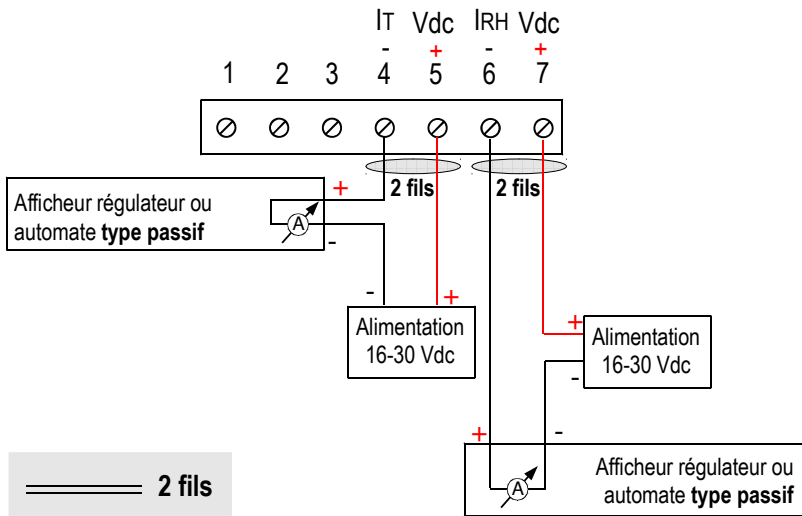 IT Vdc IRH Vdc
- + - +
1 2 3 4 5 6 7
2 fils 2 fils
+
Afficheur régulateur ou
automate type passif
A
-
- +
Alimentation
16-30 Vdc
+
Alimentation
16-30 Vdc
-
+ -
Afficheur régulateur ou
automate type passif
A
2 fils